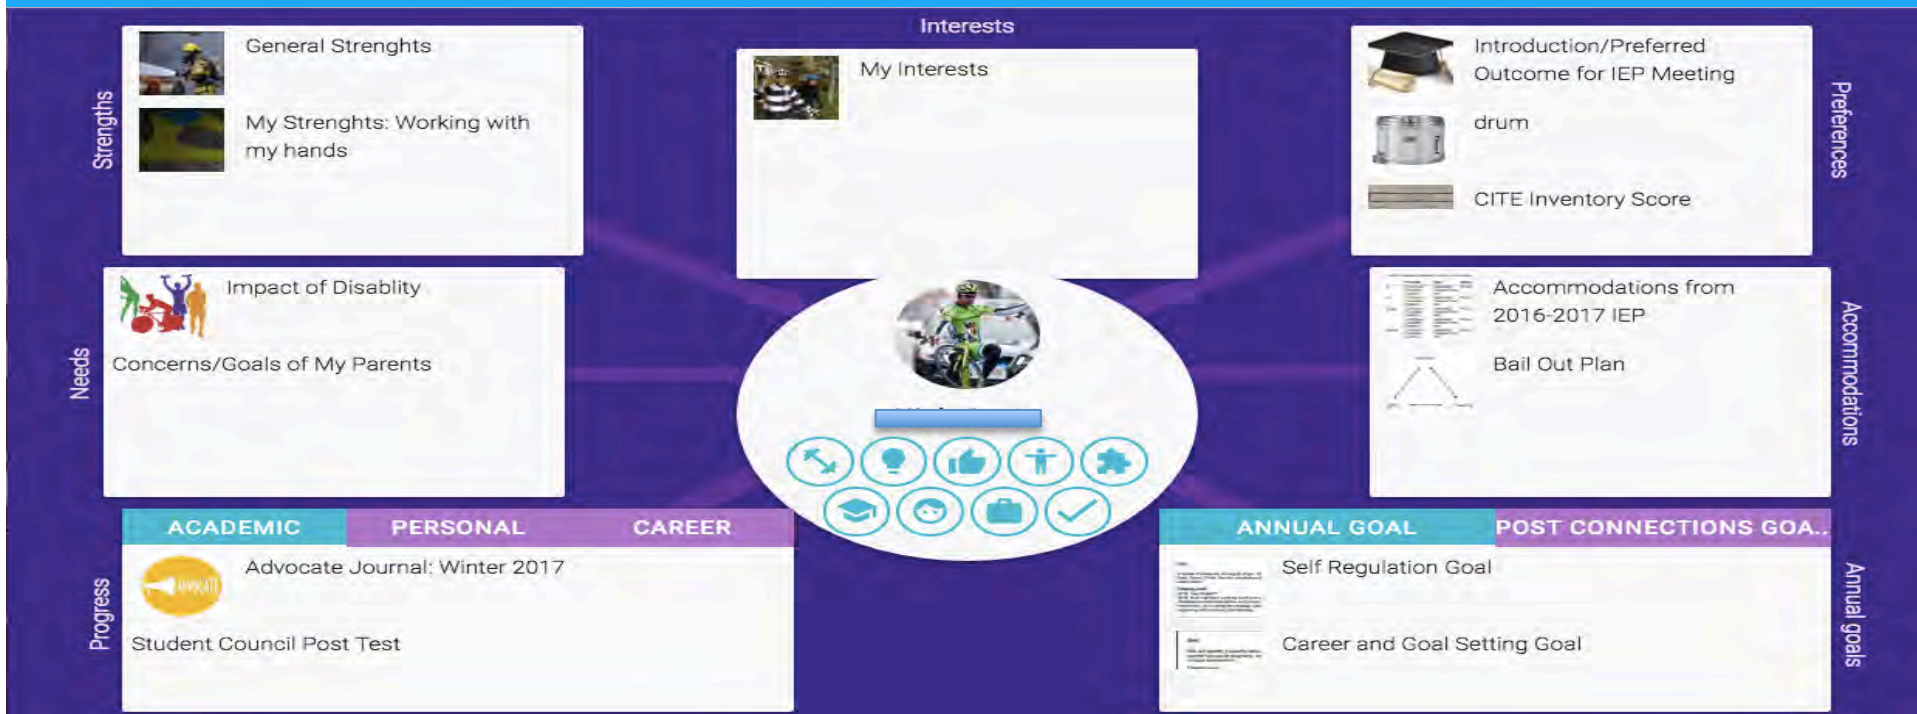 Interests
Strengths
General Strenghts
My Strenghts: Working with
my hands
My Interests
Introduction/Preferred
Outcome for IEP Meeting
drum
CITE Inventory Score
Preferences
Needs
Impact of Disablity
Concerns/Goals of My Parents
Accommodations from
2016-2017 IEP
Bail Out Plan
Accommodations
Progress
ACADEMIC PERSONAL CAREER
ADVOCATE
Advocate Journal: Winter 2017
Student Council Post Test
ANNUAL GOAL POST CONNECTIONS GOA..
Self Regulation Goal
Career and Goal Setting Goal
Annual goals